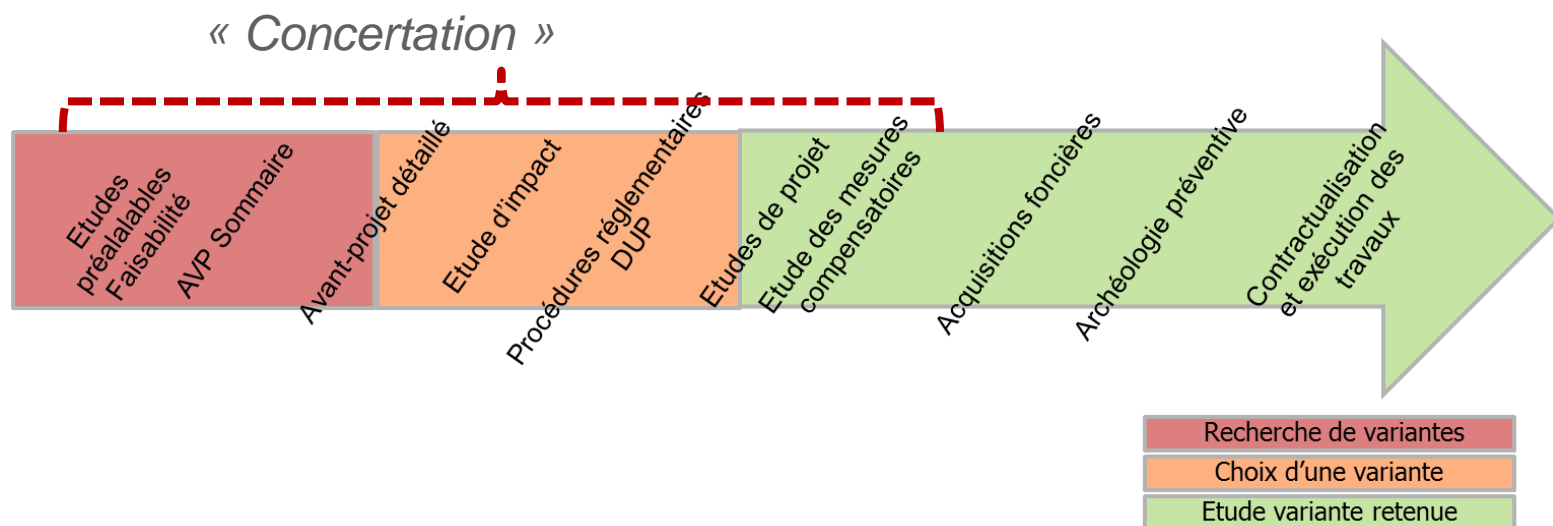 « Concertation »
Etudes
préalalables
Faisabilité
AVP Sommaire
Avant-projet détaillé
Etude d'impact
Procédures réglementaires
DUP
Etudes de projet
Etude des mesures
compensatoires
Acquisitions foncières
Archéologie préventive
Contractualisation
et exécution des
travaux
Recherche de variantes
Choix d'une variante
Etude variante retenue